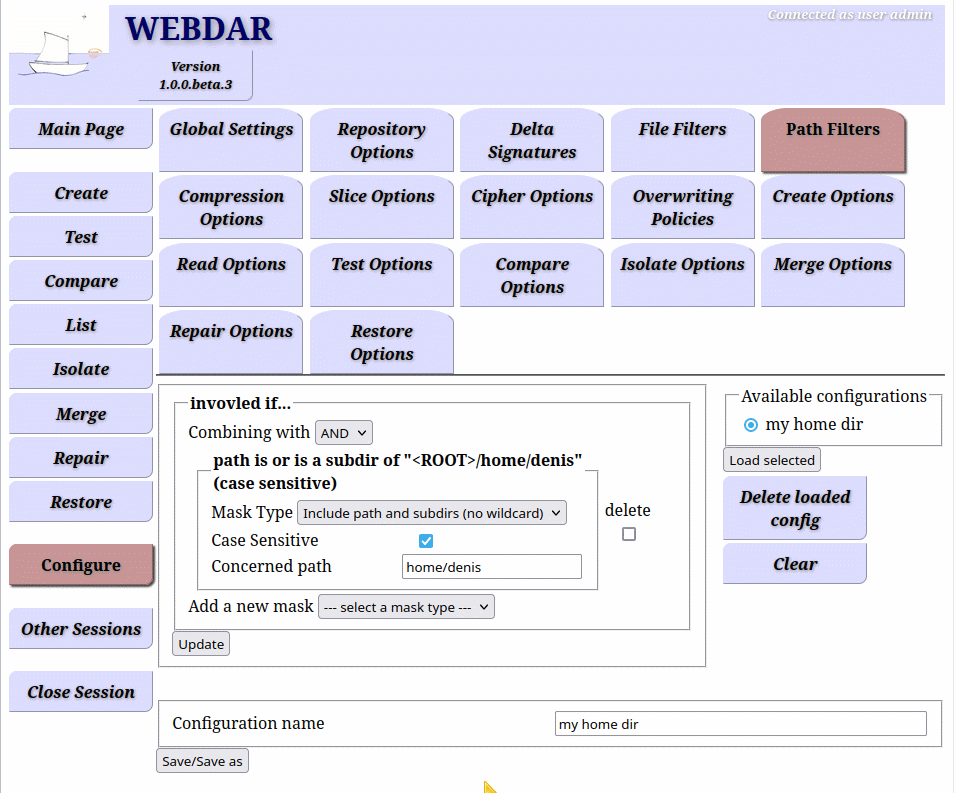 Connected as user admin
WEBDAR
Version
1.0.0.beta.3
Main Page
Global Settings
Repository
Options
Delta
Signatures
File Filters
Path Filters
Create
Test
Compare
List
Isolate
Merge
Repair
Restore
Configure
Other Sessions
Close Session
Compression
Options
Slice Options
Cipher Options
Overwriting
Policies
Create Options
Read Options
Test Options
Compare
Options
Isolate Options
Merge Options
Repair Options
Restore
Options
invovled if...
Combining with AND
path is or is a subdir of "<ROOT>/home/denis"
(case sensitive)
Mask Type Include path and subdirs (no wildcard)
Case Sensitive
Concerned path home/denis
delete
Add a new mask --- select a mask type ---
Update
Available configurations
my home dir
Load selected
Delete loaded
config
Clear
Configuration name my home dir
Save/Save as